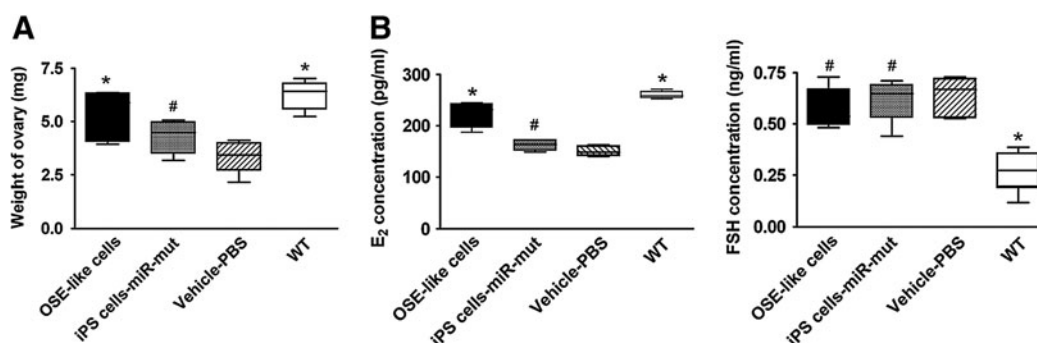 A
B
Weight of ovary (mg)
7.5
5.0
2.5
0.0
*
#
*
OSE-like cells
iPS cells-miR-mut
Vehicle-PBS
WT
E2 concentration (pg/ml)
300
200
100
0
*
#
*
OSE-like cells
iPS cells-miR-mut
Vehicle-PBS
WT
FSH concentration (ng/ml)
0.75
0.50
0.25
0.00
#
#
*
OSE-like cells
iPS cells-miR-mut
Vehicle-PBS
WT